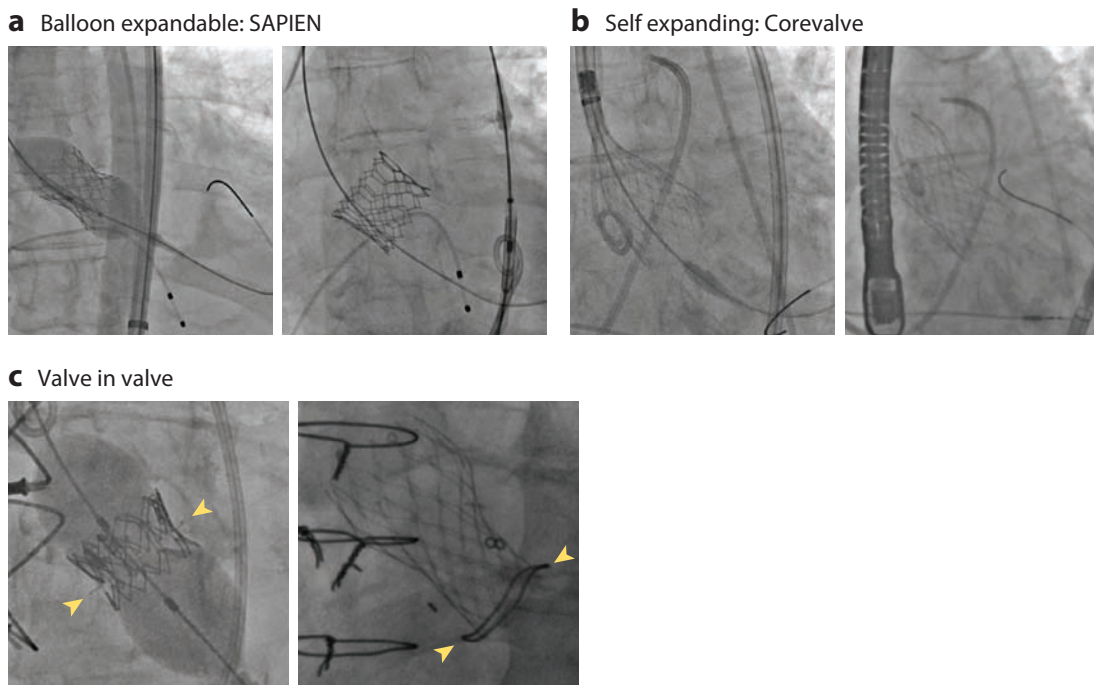 a Balloon expandable: SAPIEN
b Self expanding: Corevalve
c Valve in valve